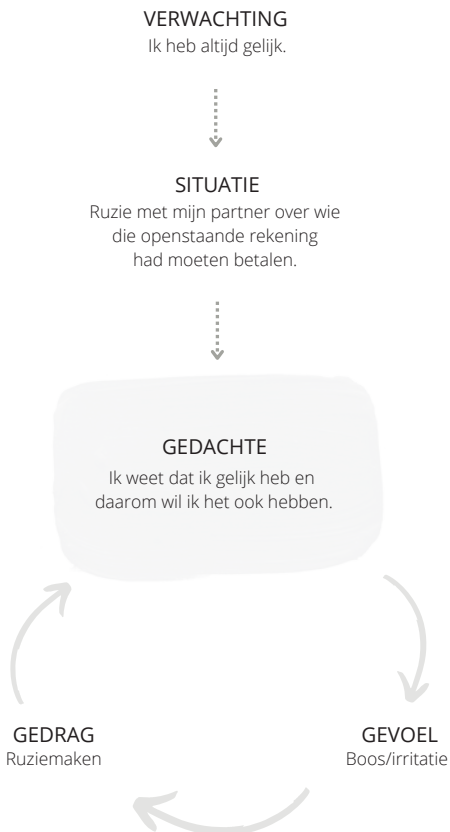 VERWACHTING
Ik heb altijd gelijk.
SITUATIE
Ruzie met mijn partner over wie
die openstaande rekening
had moeten betalen.
GEDACHTE
Ik weet dat ik gelijk heb en
daarom wil ik het ook hebben.
GEDRAG
Ruziemaken
GEVOEL
Boos/irritatie